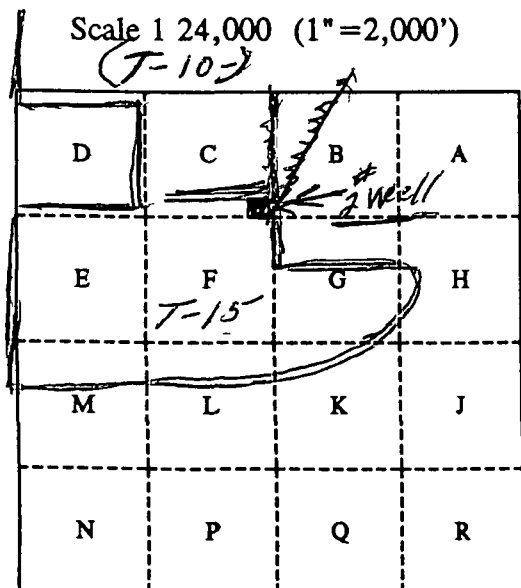 Scale 1 24,000 (1"=2,000')
(T-10-)
D C B A
# 2 well
E F G H
T-15
M L K J
N P Q R